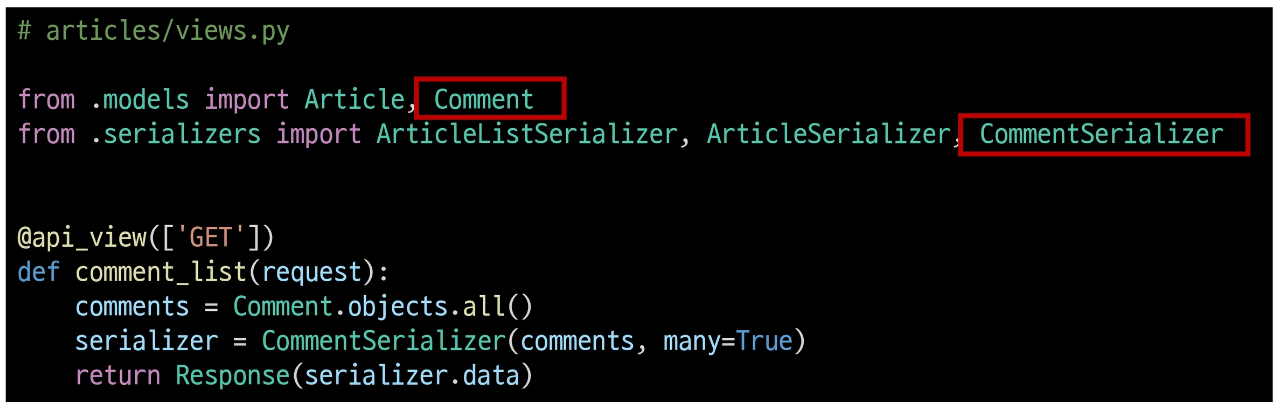 # articles/views.py
from .models import Article, Comment
from .serializers import ArticleListSerializer, ArticleSerializer, CommentSerializer
@api_view(['GET'])
def comment_list(request):
    comments = Comment.objects.all()
    serializer = CommentSerializer(comments, many=True)
    return Response(serializer.data)